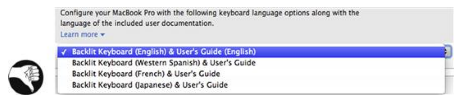 Configure your MacBook Pro with the following keyboard language options along with the
language of the included user documentation.
Learn more ▾
✓ Backlit Keyboard (English) & User's Guide (English)
Backlit Keyboard (Western Spanish) & User's Guide
Backlit Keyboard (French) & User's Guide
Backlit Keyboard (Japanese) & User's Guide